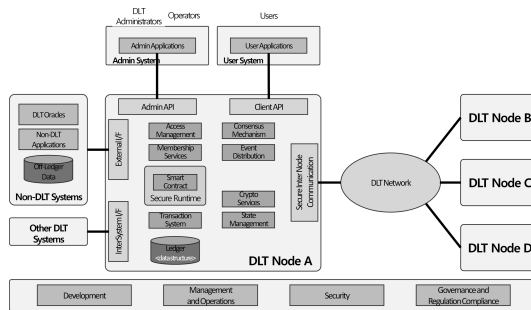 DLT
Administrators
Operators
Users
Admin Applications
Admin System
User Applications
User System
Admin API
Client API
DLT Oracles
Non-DLT
Applications
Off-Ledger
Data
Non-DLT Systems
External I/F
Access
Management
Membership
Services
Smart
Contract
Secure Runtime
Transaction
System
Ledger
<datastructure>
Consensus
Mechanism
Event
Distribution
Crypto
Services
State
Management
Secure Inter Node
Communication
InterSystem I/F
Other DLT
Systems
DLT Node A
DLT Network
DLT Node B
DLT Node C
DLT Node D
Development
Management
and Operations
Security
Governance and
Regulation Compliance